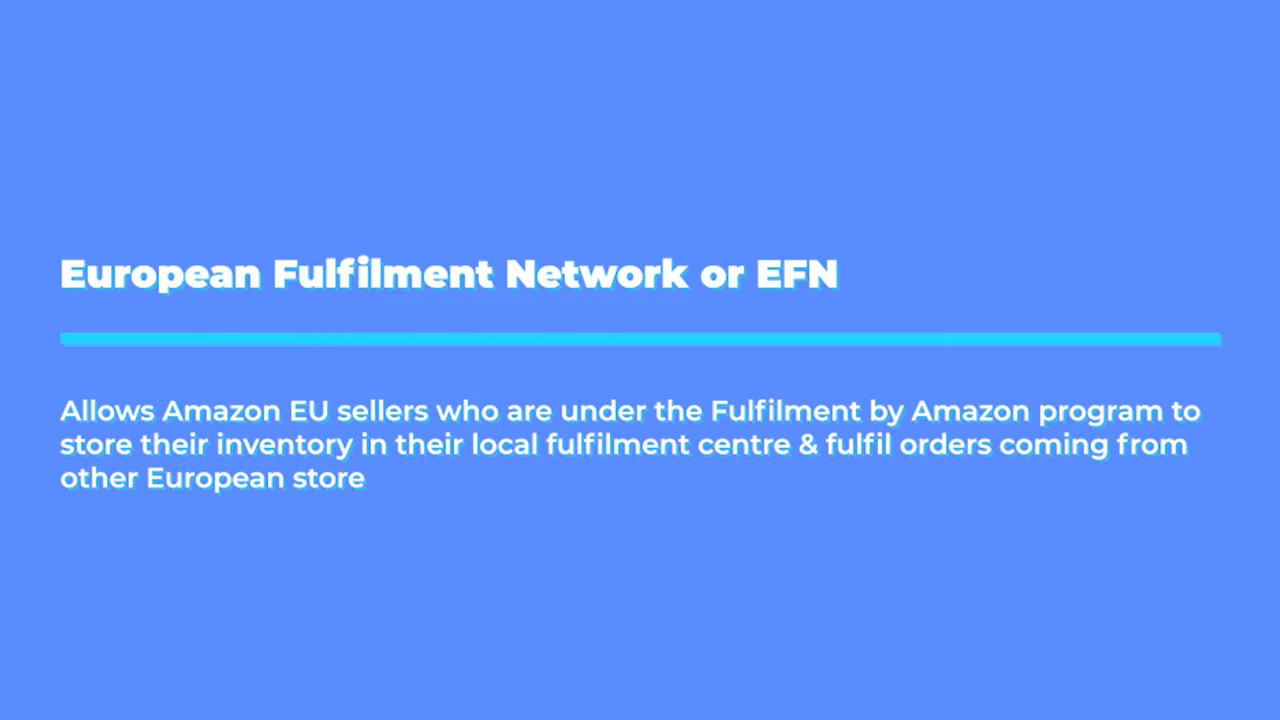 European Fulfilment Network or EFN
Allows Amazon EU sellers who are under the Fulfilment by Amazon program to
store their inventory in their local fulfilment centre & fulfil orders coming from
other European store